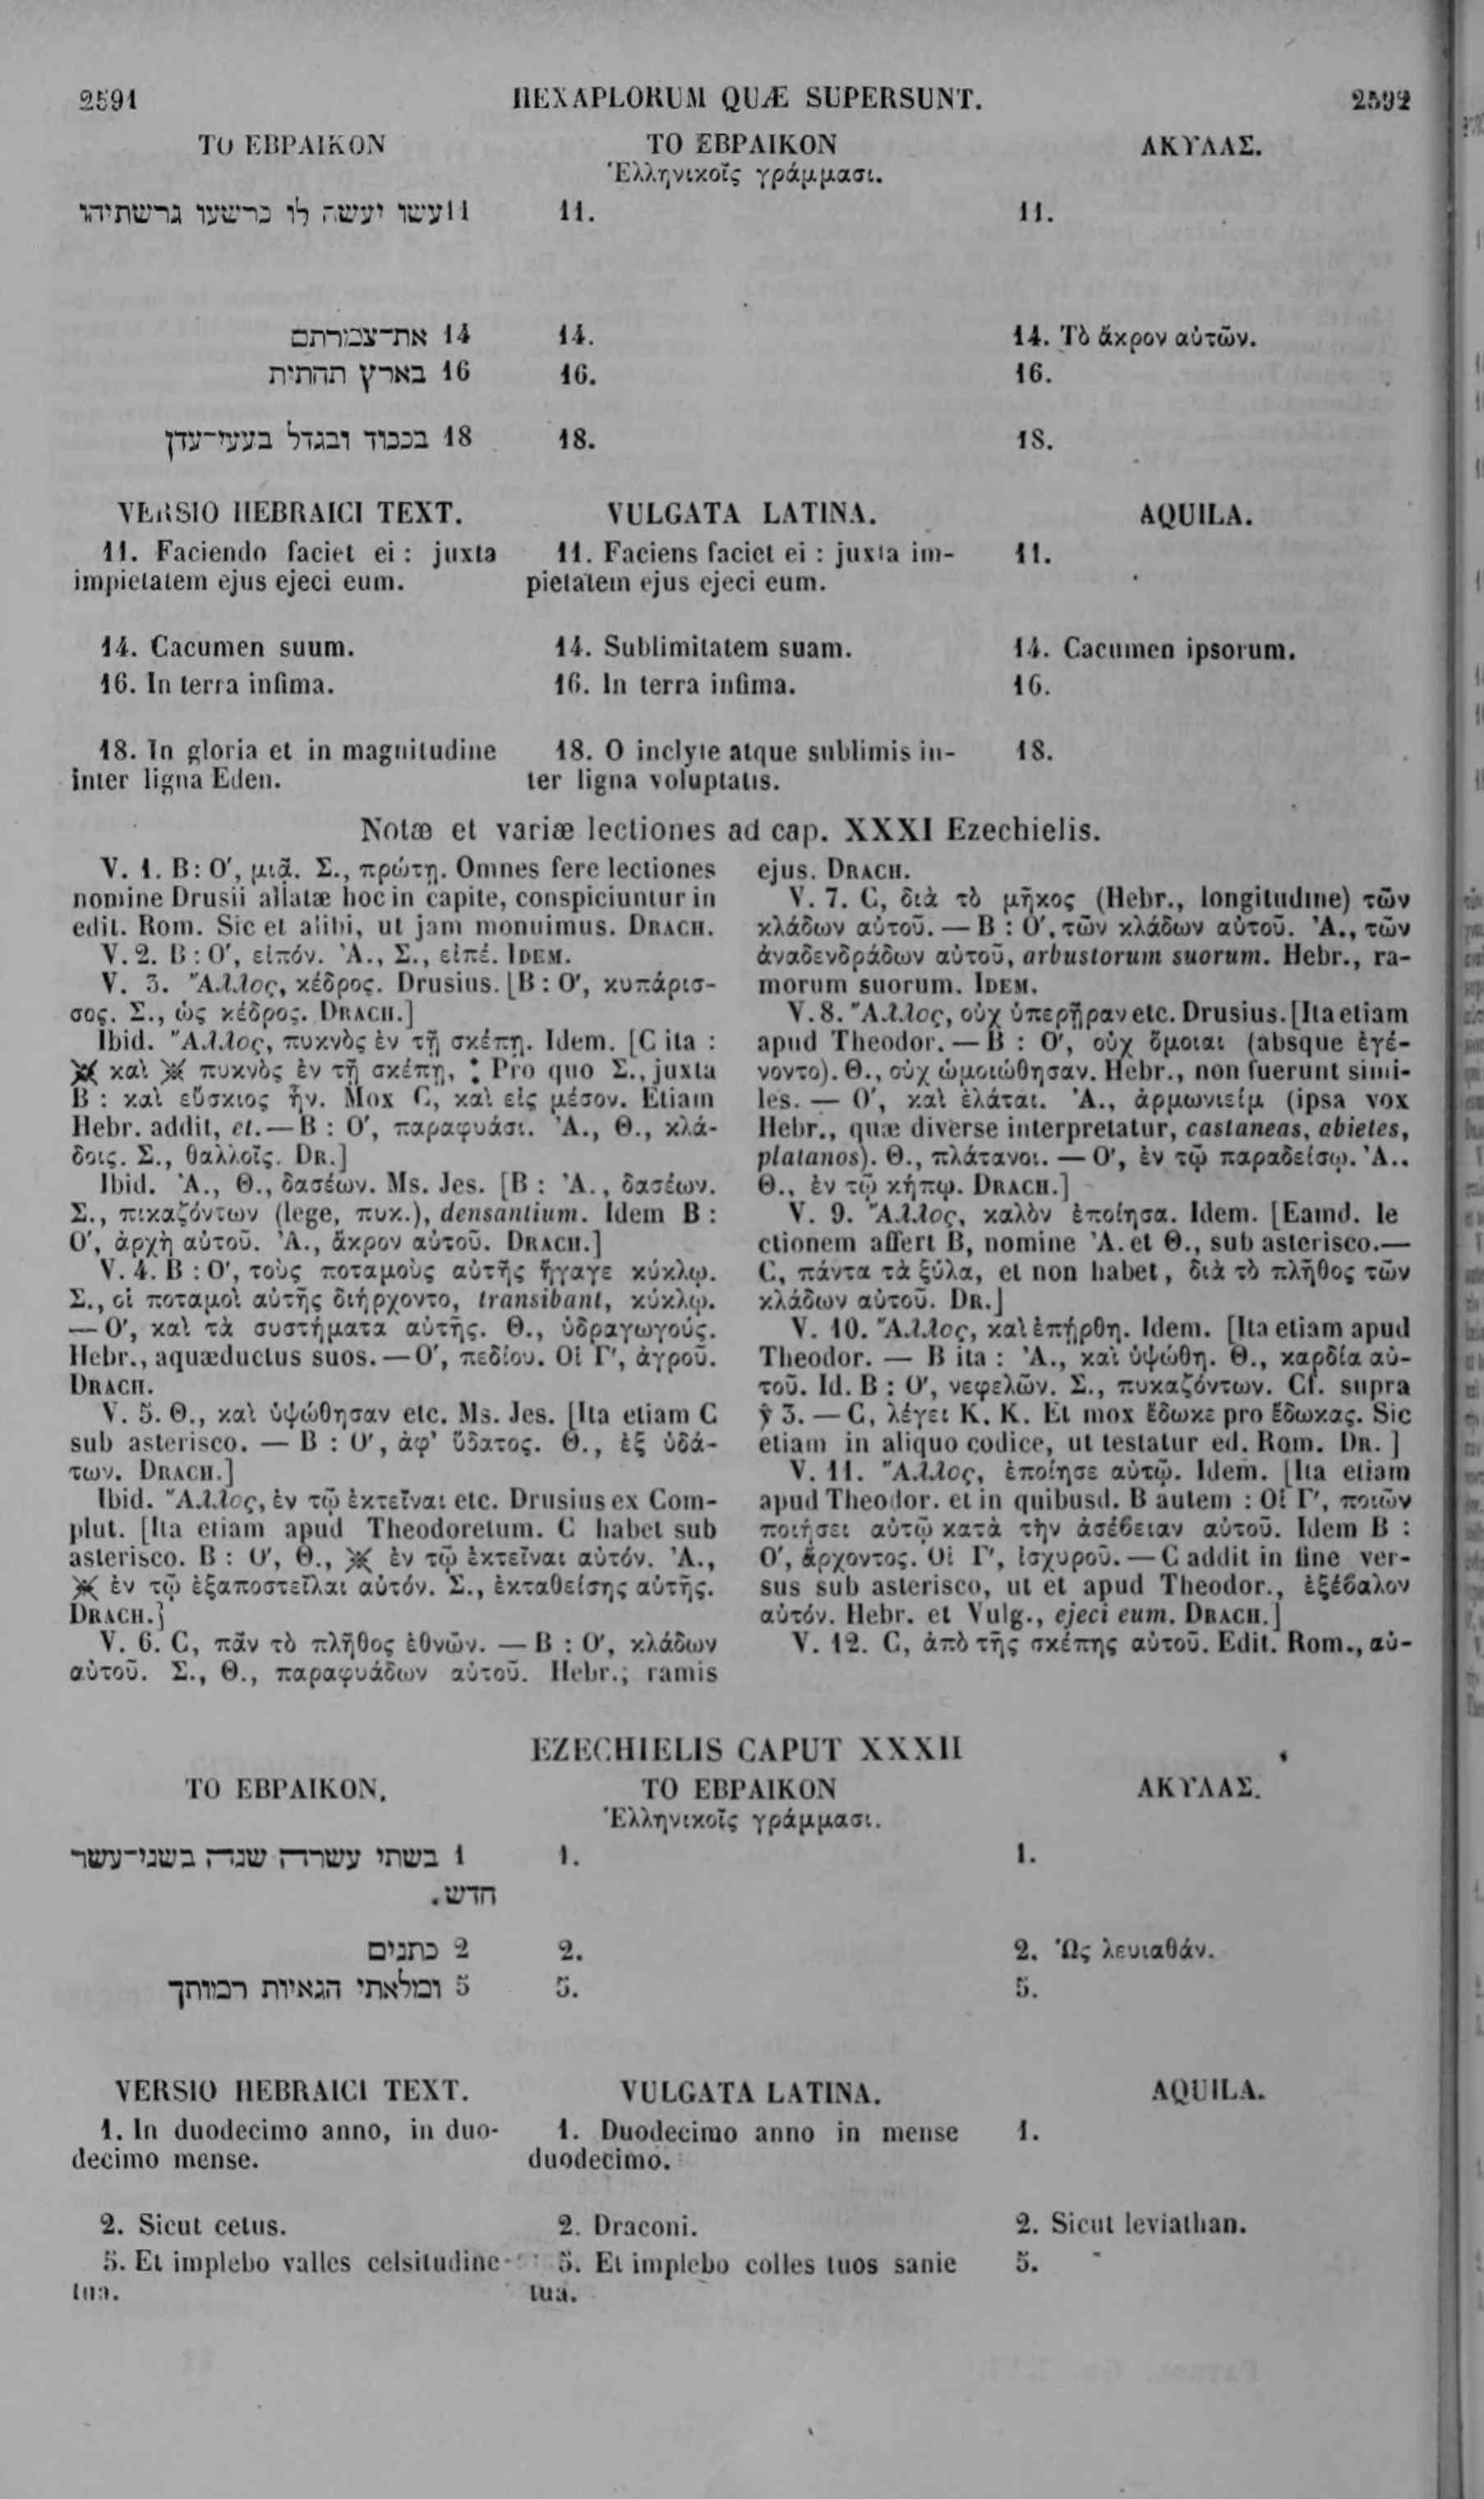 2591
HEXAPLORUM QUÆ SUPERSUNT.
2592
ΤΟ ΕΒΡΑΙΚΟΝ
ΤΟ ΕΒΡΑΙΚΟΝ
Ἑλληνικοῖς γράμμασι.
ΑΚΥΛΑΣ.
11 עשו יעשה לו כרשעו גרשתיהו
11.
11.
14 את־צמרתם
14.
14. Τὸ ἄκρον αὐτῶν.
16 בארץ תחתית
16.
16.
18 בכבוד ובגדל בעצי־עדן
18.
18.
VERSIO HEBRAICI TEXT.
VULGATA LATINA.
AQUILA.
11. Faciendo faciet ei : juxta
impietatem ejus ejeci eum.
11. Faciens faciet ei : juxta im-
pietatem ejus ejeci eum.
11.
14. Cacumen suum.
14. Sublimitatem suam.
14. Cacumen ipsorum.
16. In terra infima.
16. In terra infima.
16.
18. In gloria et in magnitudine
inter ligna Eden.
18. O inclyte atque sublimis in-
ter ligna voluptatis.
18.
Notæ et variæ lectiones ad cap. XXXI Ezechielis.
V. 1. B : O′, μιᾷ. Σ., πρώτῃ. Omnes fere lectiones
nomine Drusii allatæ hoc in capite, conspiciuntur in
edit. Rom. Sic et alibi, ut jam monuimus. DRACH.
V. 2. B : O′, εἰπόν. Ἀ., Σ., εἰπέ. IDEM.
V. 3. Ἄλλος, κέδρος. Drusius. [B : O′, κυπάρισ-
σος. Σ., ὡς κέδρος. DRACH.]
Ibid. Ἄλλος, πυκνὸς ἐν τῇ σκέπῃ. Idem. [C ita :
※ καὶ ※ πυκνὸς ἐν τῇ σκέπῃ, : Pro quo Σ., juxta
B : καὶ εὔσκιος ἦν. Mox C, καὶ εἰς μέσον. Etiam
Hebr. addit, et. — B : O′, παραφυάσι. Ἀ., Θ., κλά-
δοις. Σ., θαλλοῖς. DR.]
Ibid. Ἀ., Θ., δασέων. Ms. Jes. [B : Ἀ., δασέων.
Σ., πικαζόντων (lege, πυκ.), densantium. Idem B :
O′, ἀρχὴ αὐτοῦ. Ἀ., ἄκρον αὐτοῦ. DRACH.]
V. 4. B : O′, τοὺς ποταμοὺς αὐτῆς ἤγαγε κύκλῳ.
Σ., οἱ ποταμοὶ αὐτῆς διήρχοντο, transibant, κύκλῳ.
— O′, καὶ τὰ συστήματα αὐτῆς. Θ., ὑδραγωγούς.
Hebr., aquæductus suos. — O′, πεδίου. Οἱ Γ′, ἀγροῦ.
DRACH.
V. 5. Θ., καὶ ὑψώθησαν etc. Ms. Jes. [Ita etiam C
sub asterisco. — B : O′, ἀφ' ὕδατος. Θ., ἐξ ὑδά-
των. DRACH.]
Ibid. Ἄλλος, ἐν τῷ ἐκτεῖναι etc. Drusius ex Com-
plut. [Ita etiam apud Theodoretum. C habet sub
asterisco. B : O′, Θ., ※ ἐν τῷ ἐκτεῖναι αὐτόν. Ἀ.,
※ ἐν τῷ ἐξαποστεῖλαι αὐτόν. Σ., ἐκταθείσης αὐτῆς.
DRACH.]
V. 6. C, πᾶν τὸ πλῆθος ἐθνῶν. — B : O′, κλάδων
αὐτοῦ. Σ., Θ., παραφυάδων αὐτοῦ. Hebr., ramis
ejus. DRACH.
V. 7. C, διὰ τὸ μῆκος (Hebr., longitudine) τῶν
κλάδων αὐτοῦ. — B : O′, τῶν κλάδων αὐτοῦ. Ἀ., τῶν
ἀναδενδράδων αὐτοῦ, arbustorum suorum. Hebr., ra-
morum suorum. IDEM.
V. 8. Ἄλλος, οὐχ ὑπερῇραν etc. Drusius. [Ita etiam
apud Theodor. — B : O′, οὐχ ὅμοιαι (absque ἐγέ-
νοντο). Θ., οὐχ ὡμοιώθησαν. Hebr., non fuerunt simi-
les. — O′, καὶ ἐλάται. Ἀ., ἀρμωνιείμ (ipsa vox
Hebr., quæ diverse interpretatur, castaneas, abietes,
platanos). Θ., πλάτανοι. — O′, ἐν τῷ παραδείσῳ. Ἀ.,
Θ., ἐν τῷ κήπῳ. DRACH.]
V. 9. Ἄλλος, καλὸν ἐποίησα. Idem. [Eamd. le
ctionem affert B, nomine Ἀ. et Θ., sub asterisco. —
C, πάντα τὰ ξύλα, et non habet, διὰ τὸ πλῆθος τῶν
κλάδων αὐτοῦ. DR.]
V. 10. Ἄλλος, καὶ ἐπήρθη. Idem. [Ita etiam apud
Theodor. — B ita : Ἀ., καὶ ὑψώθη. Θ., καρδία αὐ-
τοῦ. Id. B : O′, νεφελῶν. Σ., πυκαζόντων. Cf. supra
℣ 3. — C, λέγει Κ. Κ. Et mox ἔδωκε pro ἔδωκας. Sic
etiam in aliquo codice, ut testatur ed. Rom. DR. ]
V. 11. Ἄλλος, ἐποίησε αὐτῷ. Idem. [Ita etiam
apud Theodor. et in quibusd. B autem : Οἱ Γ′, ποιῶν
ποιήσει αὐτῷ κατὰ τὴν ἀσέβειαν αὐτοῦ. Idem B :
O′, ἄρχοντος. Οἱ Γ′, ἰσχυροῦ. — C addit in fine ver-
sus sub asterisco, ut et apud Theodor., ἐξέβαλον
αὐτόν. Hebr. et Vulg., ejeci eum. DRACH.]
V. 12. C, ἀπὸ τῆς σκέπης αὐτοῦ. Edit. Rom., αὐ-
EZECHIELIS CAPUT XXXII
ΤΟ ΕΒΡΑΙΚΟΝ.
ΤΟ ΕΒΡΑΙΚΟΝ
Ἑλληνικοῖς γράμμασι.
ΑΚΥΛΑΣ.
1 בשתי עשרה שנה בשני־עשר
חדש.
1.
1.
2 כתנים
2.
2. Ὡς λευιαθάν.
5 ומלאתי הגאיות רמותך
5.
5.
VERSIO HEBRAICI TEXT.
VULGATA LATINA.
AQUILA.
1. In duodecimo anno, in duo-
decimo mense.
1. Duodecimo anno in mense
duodecimo.
1.
2. Sicut cetus.
2. Draconi.
2. Sicut leviathan.
5. Et implebo valles celsitudine
tua.
5. Et implebo colles tuos sanie
tua.
5.